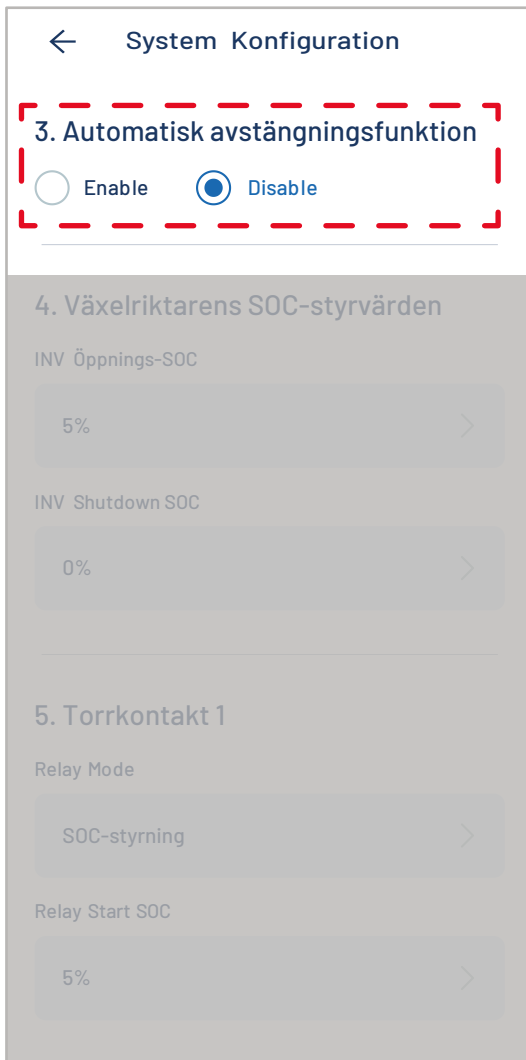 System Konfiguration
3. Automatisk avstängningsfunktion
Enable Disable
4. Växelriktarens SOC-styrvärden
INV Öppnings-SOC
5%
INV Shutdown SOC
0%
5. Torrkontakt 1
Relay Mode
SOC-styrning
Relay Start SOC
5%